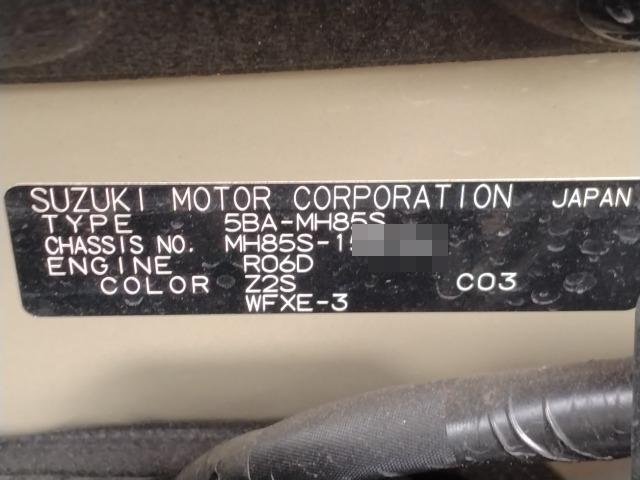 SUZUKI MOTOR CORPORATION JAPAN
TYPE 5BA-MH85S
CHASSIS NO. MH85S-1
ENGINE R06D
COLOR Z2S C03
WFXE-3